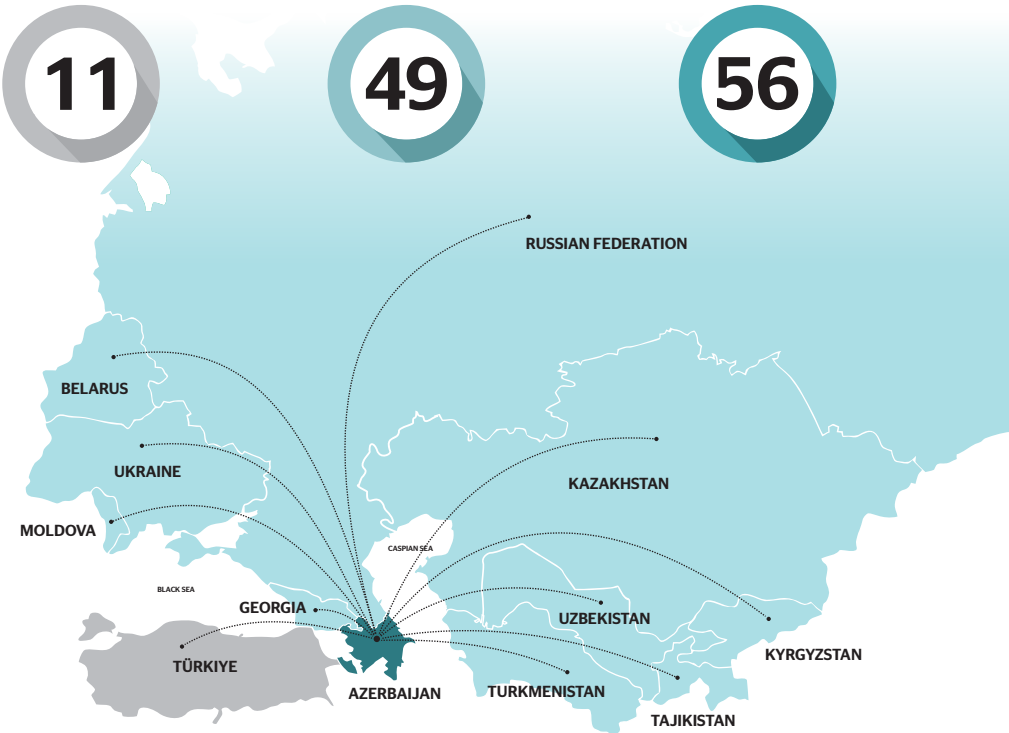 11
49
56
RUSSIAN FEDERATION
BELARUS
UKRAINE
KAZAKHSTAN
MOLDOVA
CASPIAN SEA
BLACK SEA
GEORGIA
UZBEKISTAN
KYRGYZSTAN
TÜRKIYE
AZERBAIJAN
TURKMENISTAN
TAJIKISTAN